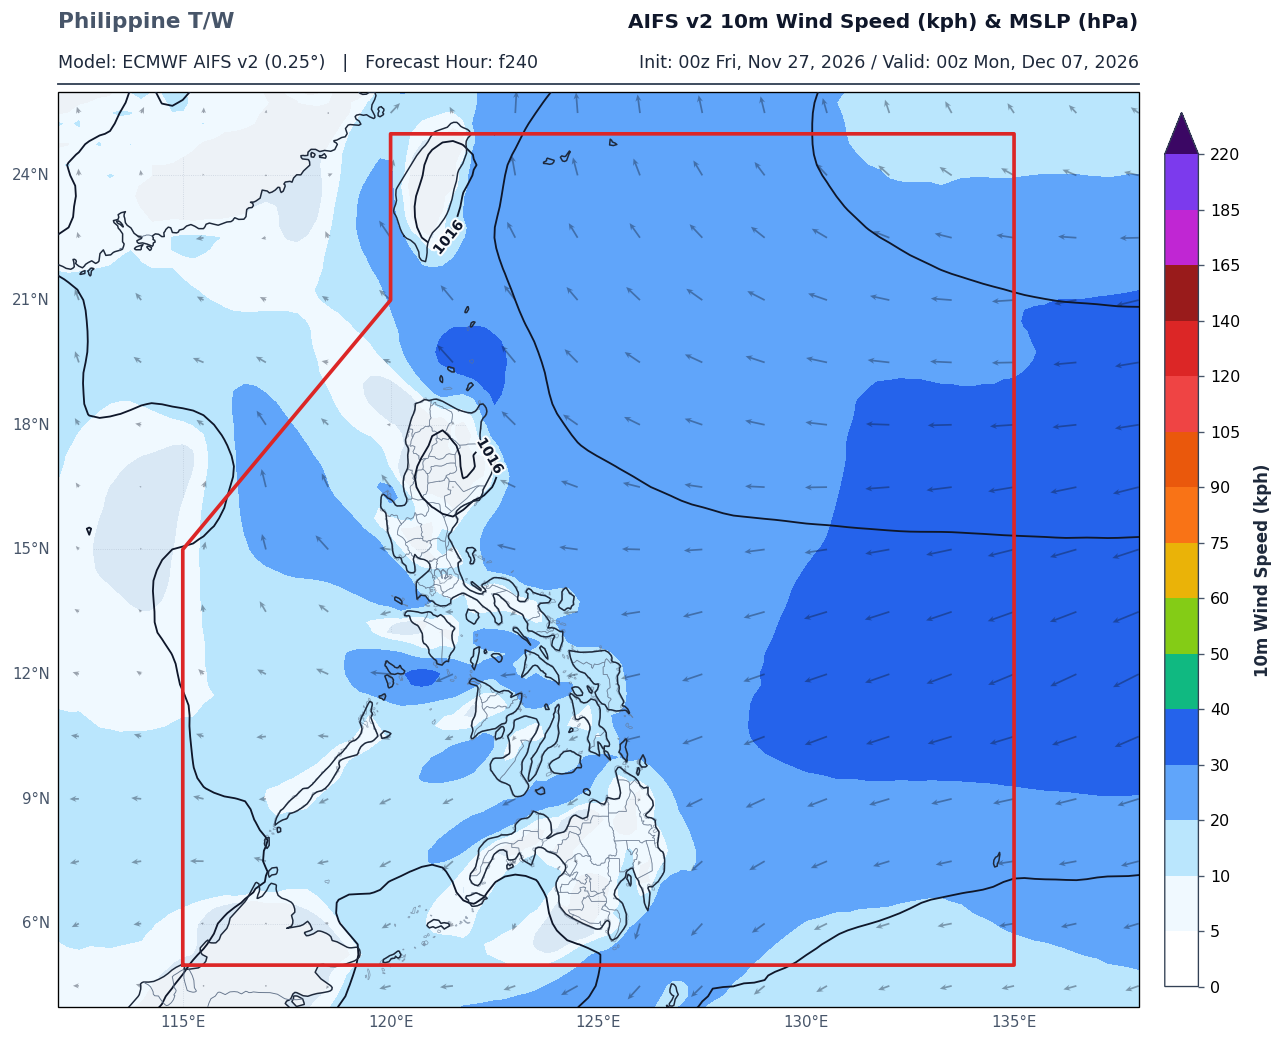 Philippine T/W
AIFS v2 10m Wind Speed (kph) & MSLP (hPa)
Model: ECMWF AIFS v2 (0.25°) | Forecast Hour: f240
Init: 00z Fri, Nov 27, 2026 / Valid: 00z Mon, Dec 07, 2026
24°N
21°N
18°N
15°N
12°N
9°N
6°N
115°E
120°E
125°E
130°E
135°E
1016
1016
220
185
165
140
120
105
90
75
60
50
40
30
20
10
5
0
10m Wind Speed (kph)